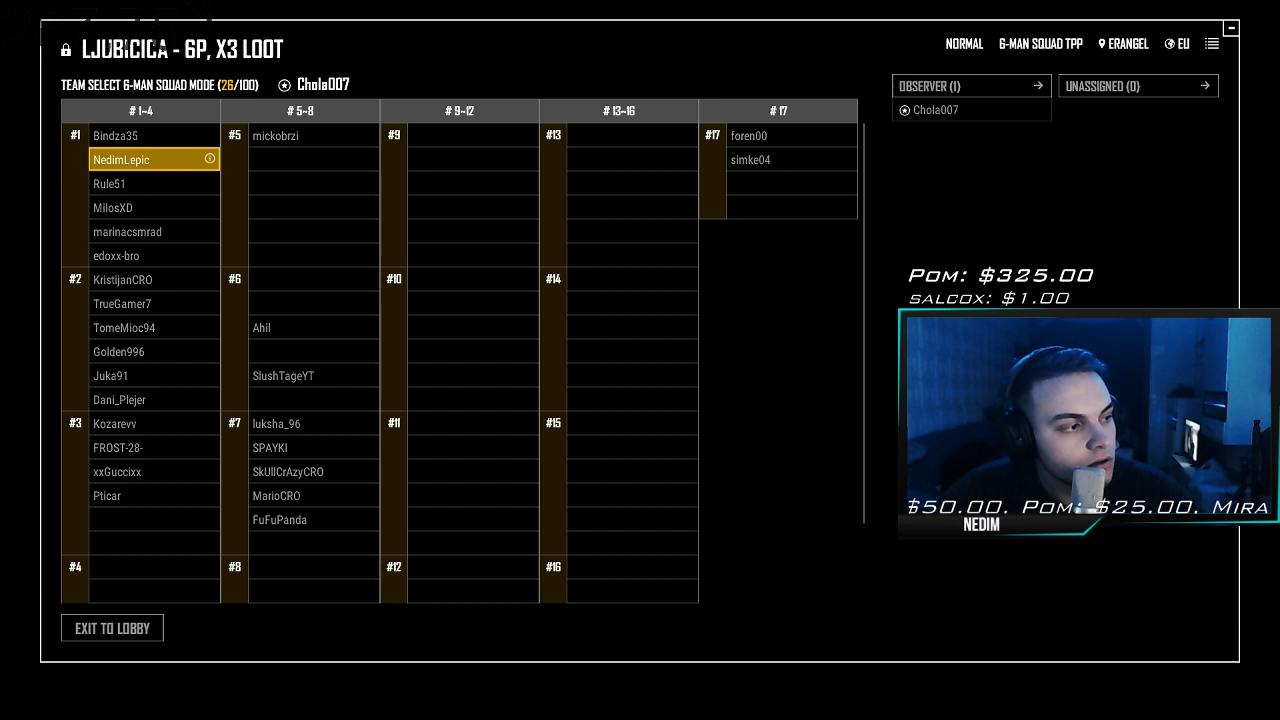 LJUBICICA - 6P, X3 LOOT
NORMAL 6-MAN SQUAD TPP ERANGEL EU
TEAM SELECT 6-MAN SQUAD MODE (26/100) Chola007
OBSERVER (1) UNASSIGNED (0)
Chola007
# 1~4 # 5~8 # 9~12 # 13~16 # 17
#1 Bindza35 #5 mickobrzi #9 #13 #17 foren00
NedimLepic simke04
Rule51
MilosXD
marinacsmrad
edoxx-bro
#2 KristijanCRO #6 #10 #14
TrueGamer7
TomeMioc94 Ahil
Golden996
Juka91 SlushTageYT
Dani_Plejer
#3 Kozarevv #7 luksha_96 #11 #15
FROST-28- SPAYKI
xxGuccixx SkUllCrAzyCRO
Pticar MarioCRO
FuFuPanda
#4 #8 #12 #16
EXIT TO LOBBY
POM: $325.00
SALCOX: $1.00
$50.00. POM: $25.00. MIRA
NEDIM